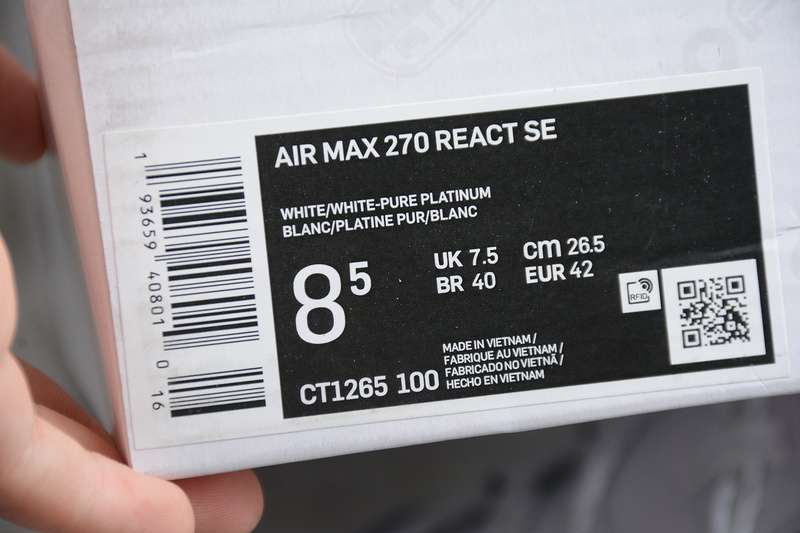 AIR MAX 270 REACT SE
WHITE/WHITE-PURE PLATINUM
BLANC/PLATINE PUR/BLANC
8⁵
UK 7.5
cm 26.5
BR 40
EUR 42
RFID
CT1265 100
MADE IN VIETNAM /
FABRIQUE AU VIETNAM /
FABRICADO NO VIETNÃ /
HECHO EN VIETNAM
1 93659 40801 0 16